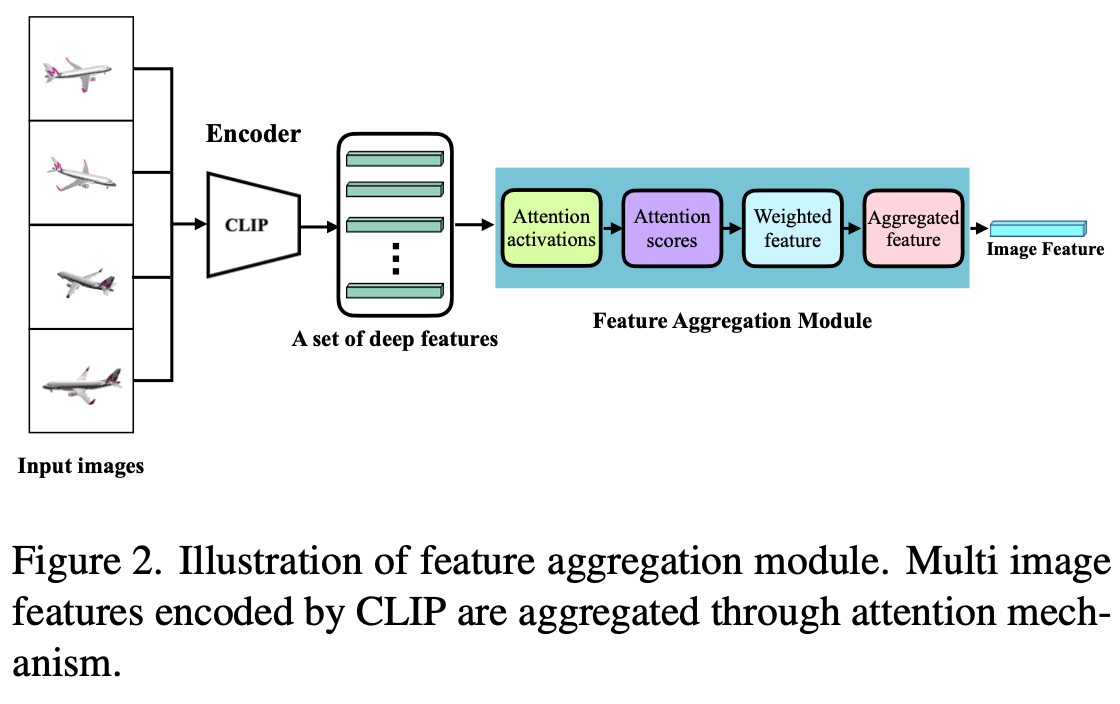 Encoder
CLIP
Attention
activations
Attention
scores
Weighted
feature
Aggregated
feature
Image Feature
Feature Aggregation Module
A set of deep features
Input images
Figure 2. Illustration of feature aggregation module. Multi image
features encoded by CLIP are aggregated through attention mech-
anism.